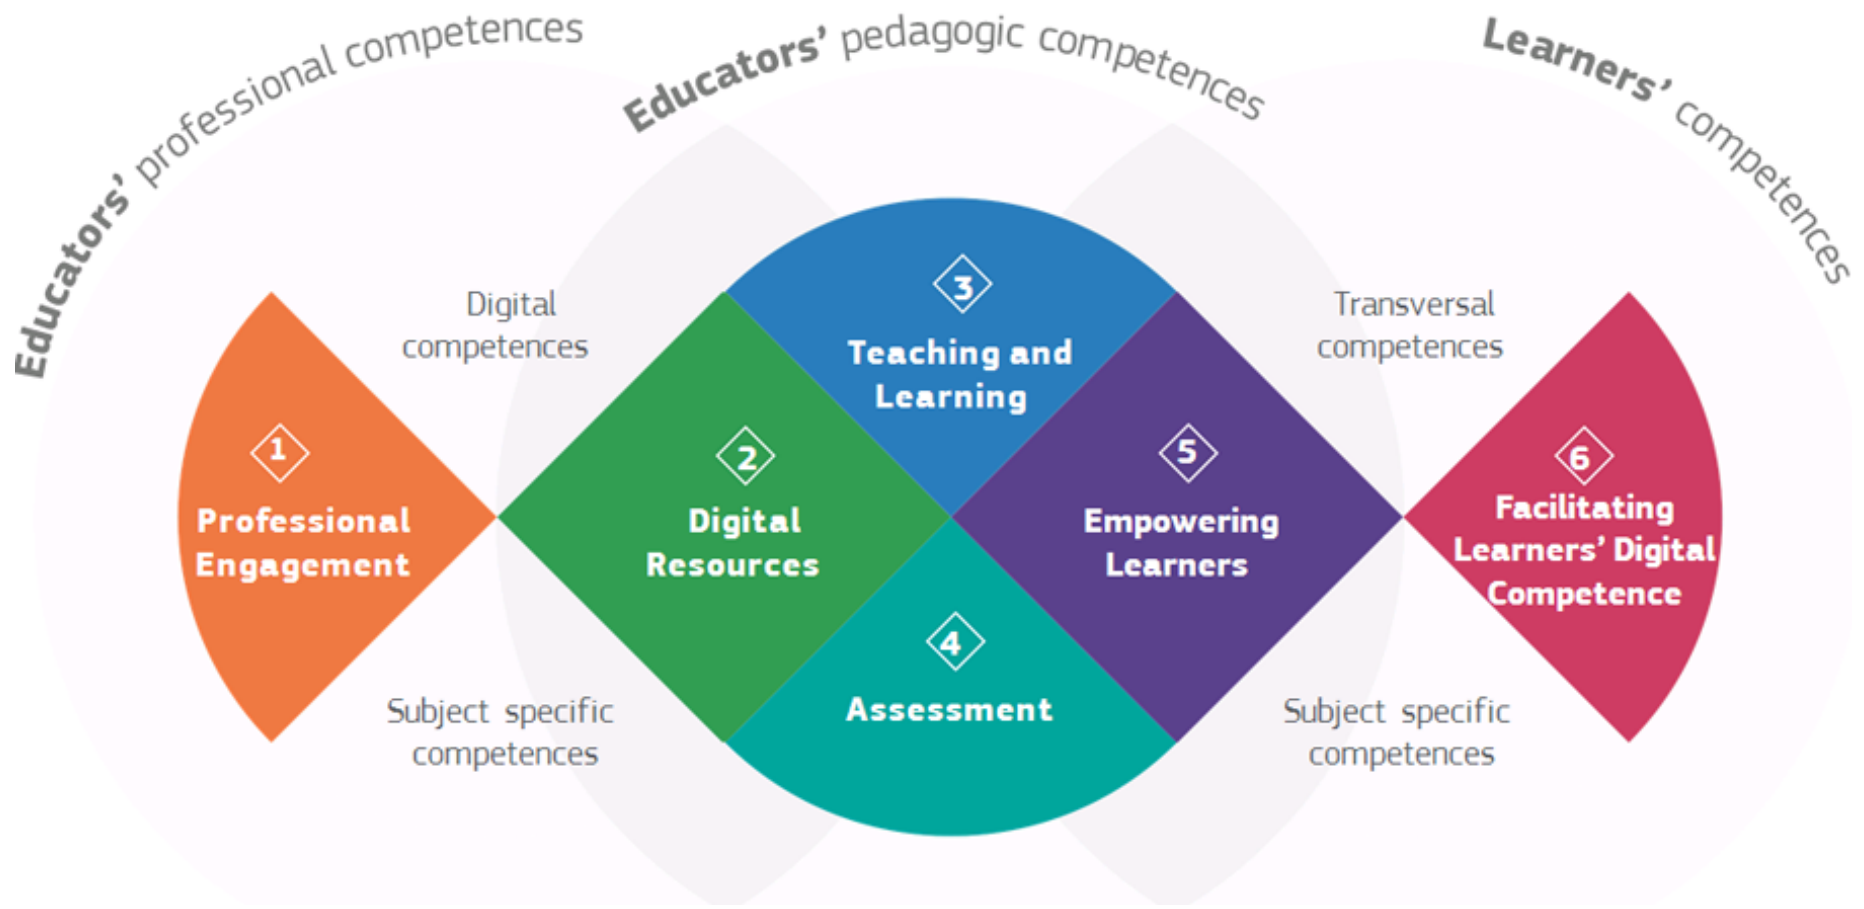 Educators’ professional competences
Educators’ pedagogic competences
Learners’ competences
Digital
competences
Transversal
competences
1
Professional
Engagement
2
Digital
Resources
3
Teaching and
Learning
4
Assessment
5
Empowering
Learners
6
Facilitating
Learners’ Digital
Competence
Subject specific
competences
Subject specific
competences